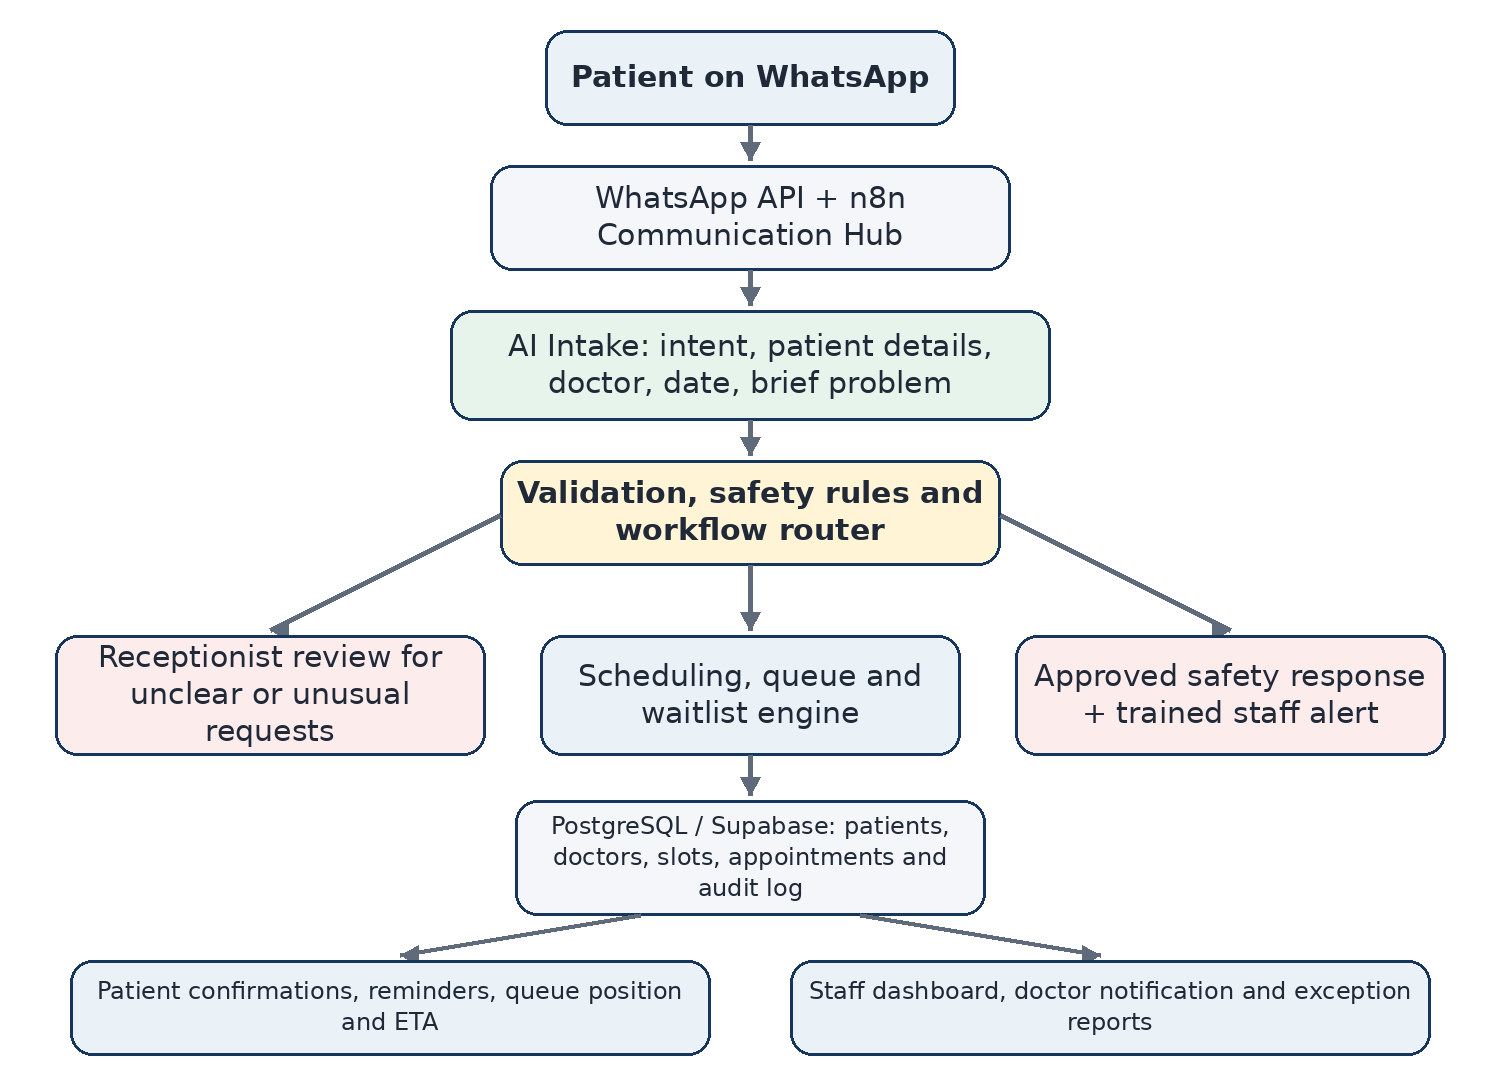 Patient on WhatsApp
WhatsApp API + n8n
Communication Hub
AI Intake: intent, patient details,
doctor, date, brief problem
Validation, safety rules and
workflow router
Receptionist review for
unclear or unusual
requests
Scheduling, queue and
waitlist engine
Approved safety response
+ trained staff alert
PostgreSQL / Supabase: patients,
doctors, slots, appointments and
audit log
Patient confirmations, reminders, queue position
and ETA
Staff dashboard, doctor notification and exception
reports